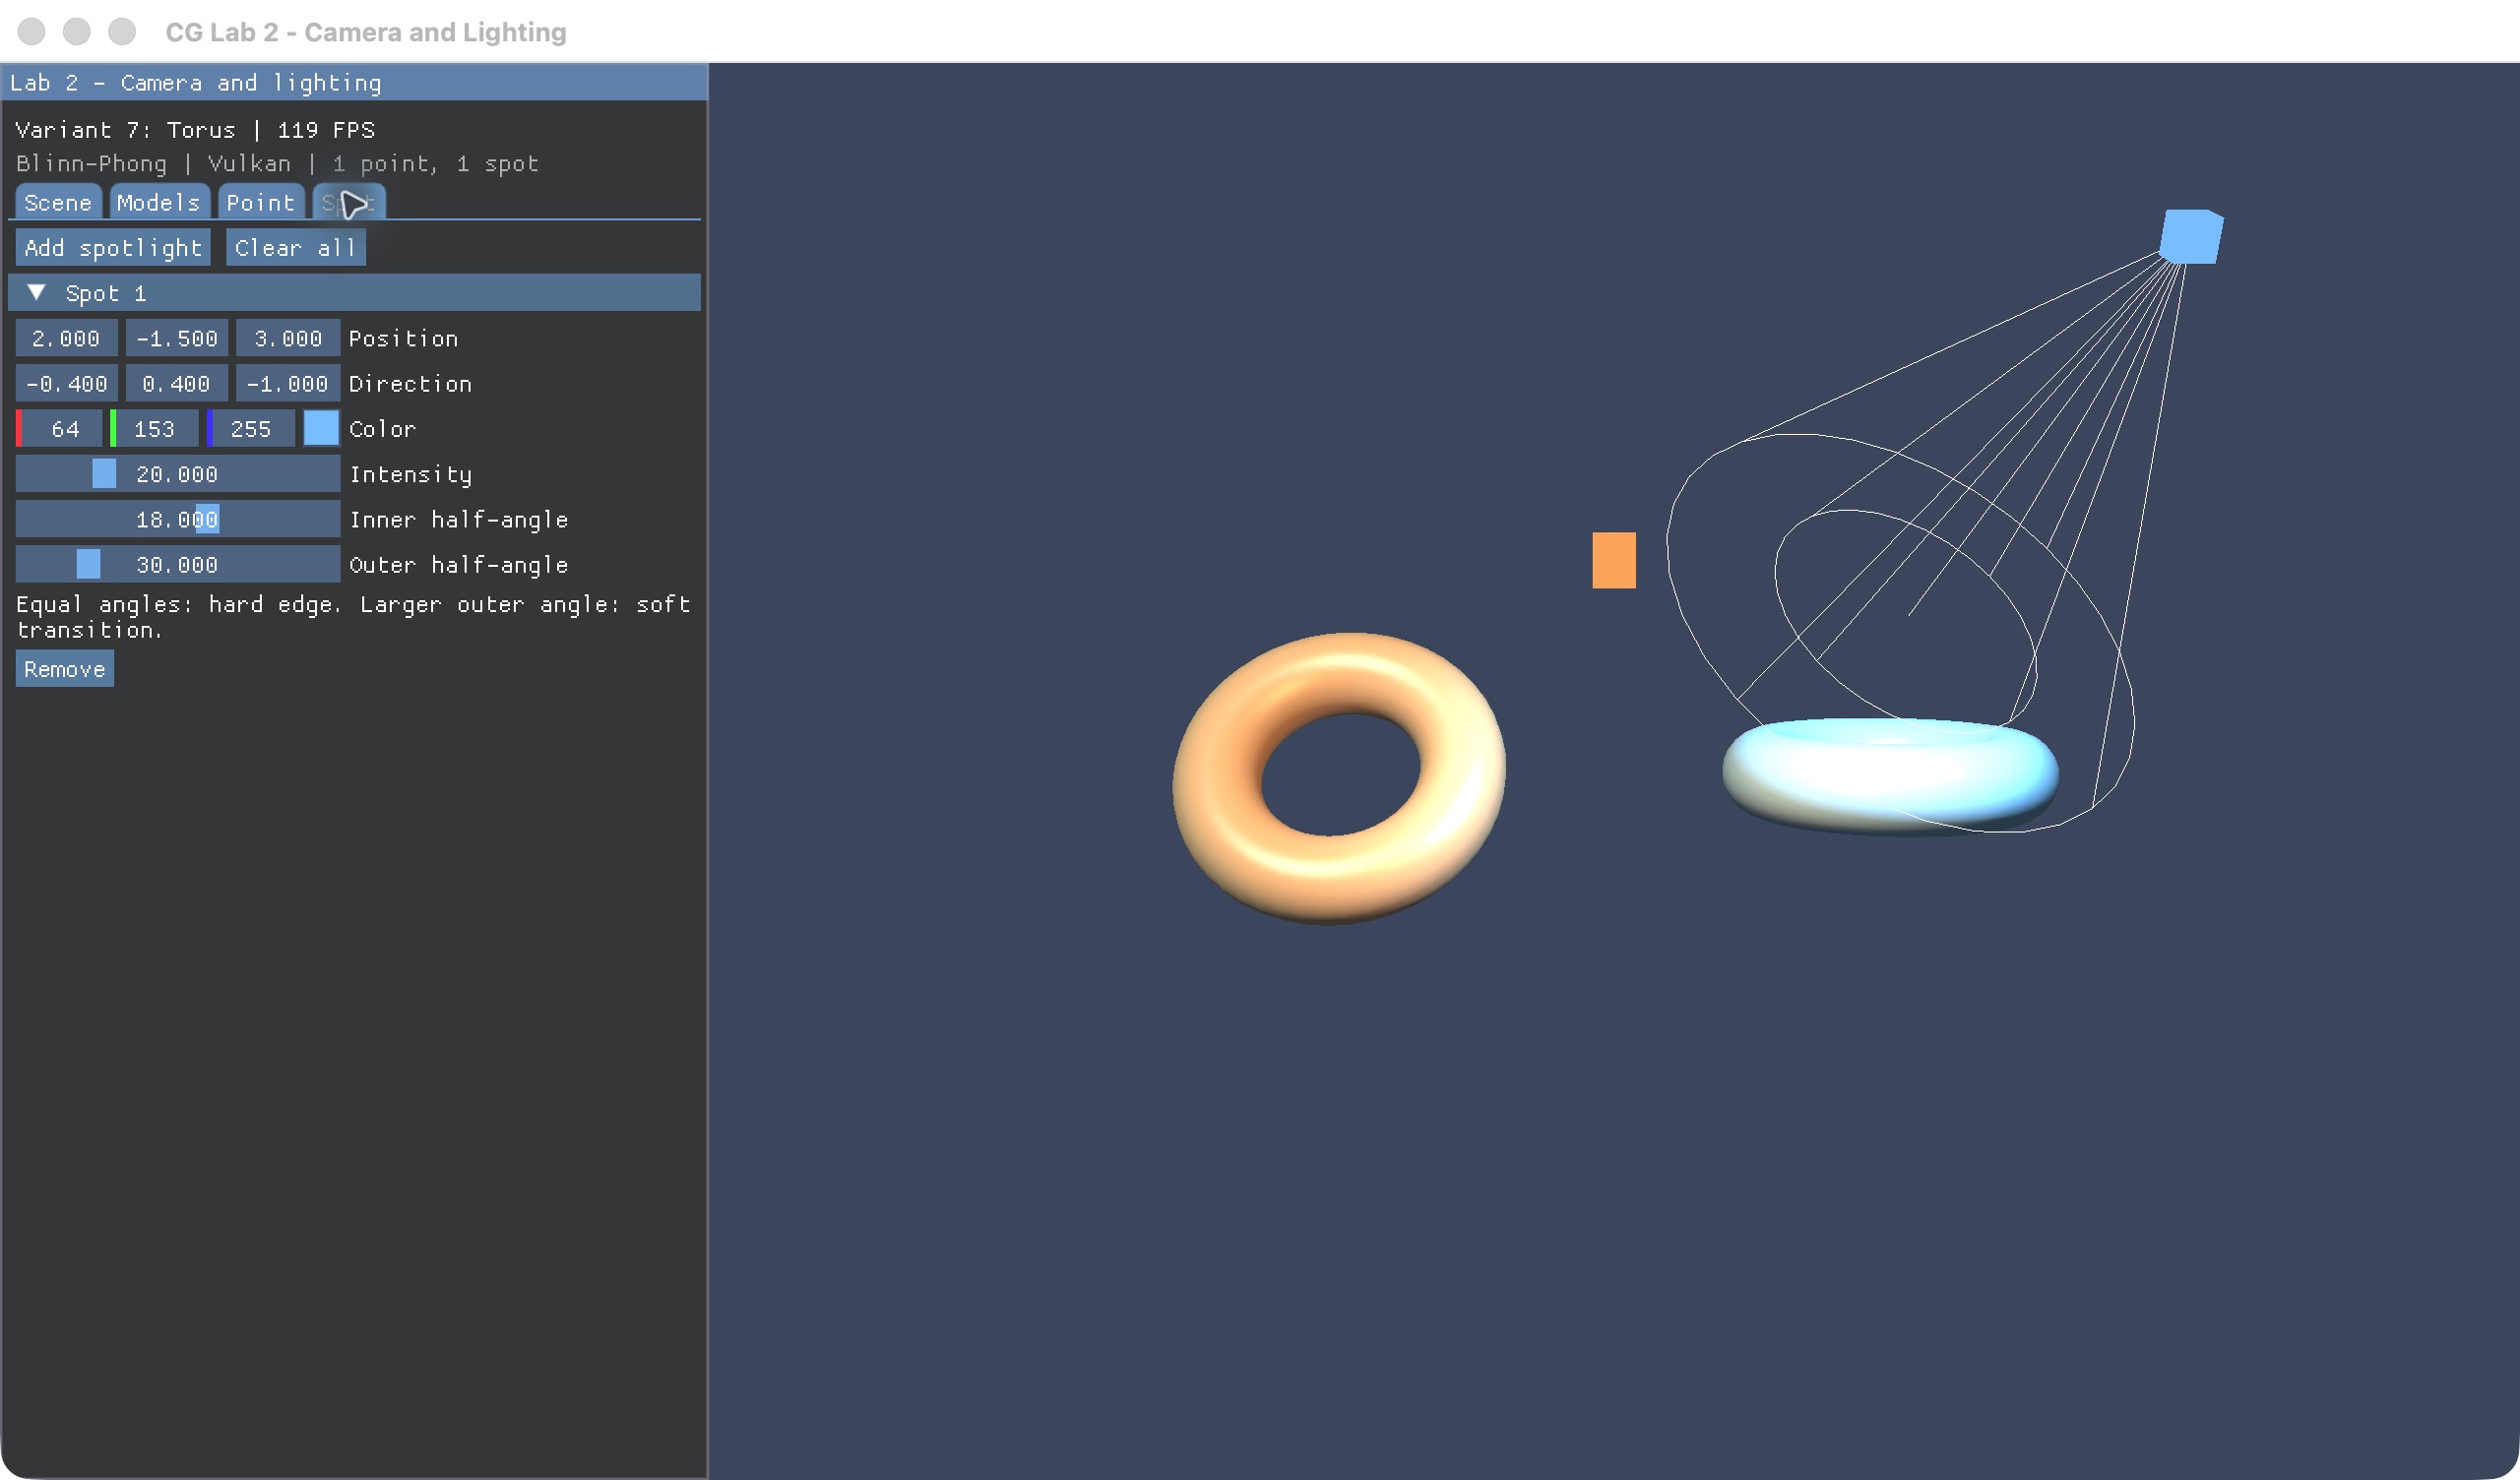 CG Lab 2 - Camera and Lighting
Lab 2 - Camera and lighting
Variant 7: Torus | 119 FPS
Blinn-Phong | Vulkan | 1 point, 1 spot
Scene Models Point
Add spotlight Clear all
Spot 1
2.000 -1.500 3.000 Position
-0.400 0.400 -1.000 Direction
64 153 255 Color
20.000 Intensity
18.000 Inner half-angle
30.000 Outer half-angle
Equal angles: hard edge. Larger outer angle: soft
transition.
Remove